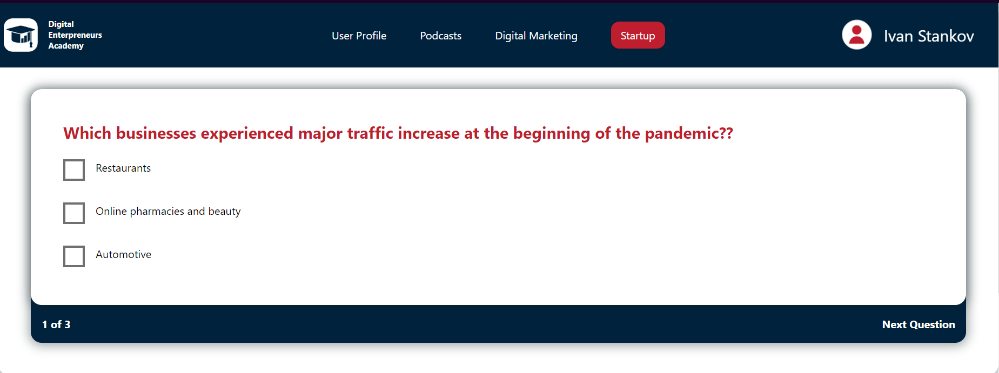 Digital
Enterpreneurs
Academy
User Profile
Podcasts
Digital Marketing
Startup
Ivan Stankov
Which businesses experienced major traffic increase at the beginning of the pandemic??
Restaurants
Online pharmacies and beauty
Automotive
1 of 3
Next Question